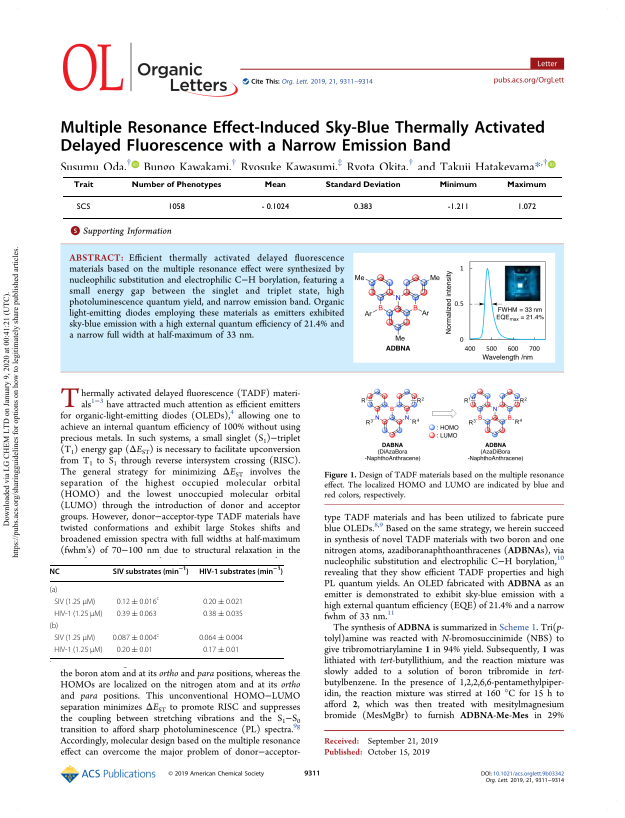 Downloaded via LG CHEM LTD on January 9, 2020 at 00:41:21 (UTC).
https://pubs.acs.org/sharingguidelines for options on how to legitimately share published articles.
OL
Organic
Letters
Cite This: Org. Lett. 2019, 21, 9311−9314
Letter
pubs.acs.org/OrgLett
Multiple Resonance Effect-Induced Sky-Blue Thermally Activated
Delayed Fluorescence with a Narrow Emission Band
Susumu Oda,† Bungo Kawakami,† Ryosuke Kawasumi,‡ Ryota Okita,† and Takuji Hatakeyama*,†
Trait Number of Phenotypes Mean Standard Deviation Minimum Maximum
SCS 1058 - 0.1024 0.383 -1.211 1.072
S Supporting Information
ABSTRACT: Efficient thermally activated delayed fluorescence
materials based on the multiple resonance effect were synthesized by
nucleophilic substitution and electrophilic C−H borylation, featuring a
small energy gap between the singlet and triplet state, high
photoluminescence quantum yield, and narrow emission band. Organic
light-emitting diodes employing these materials as emitters exhibited
sky-blue emission with a high external quantum efficiency of 21.4% and
a narrow full width at half-maximum of 33 nm.
Me Me
N
B B
Ar Ar
Me
ADBNA
Normalized intensity
1
0.5
0
FWHM = 33 nm
EQEmax = 21.4%
400 500 600 700
Wavelength /nm
Thermally activated delayed fluorescence (TADF) materi-
als1−3 have attracted much attention as efficient emitters
for organic-light-emitting diodes (OLEDs),4 allowing one to
achieve an internal quantum efficiency of 100% without using
precious metals. In such systems, a small singlet (S1)−triplet
(T1) energy gap (ΔEST) is necessary to facilitate upconversion
from T1 to S1 through reverse intersystem crossing (RISC).
The general strategy for minimizing ΔEST involves the
separation of the highest occupied molecular orbital
(HOMO) and the lowest unoccupied molecular orbital
(LUMO) through the introduction of donor and acceptor
groups. However, donor−acceptor-type TADF materials have
twisted conformations and exhibit large Stokes shifts and
broadened emission spectra with full widths at half-maximum
(fwhm's) of 70−100 nm due to structural relaxation in the
NC SIV substrates (min−1) HIV-1 substrates (min−1)
(a)
SIV (1.25 μM) 0.12 ± 0.016c 0.20 ± 0.021
HIV-1 (1.25 μM) 0.39 ± 0.063 0.38 ± 0.035
(b)
SIV (1.25 μM) 0.087 ± 0.004c 0.064 ± 0.004
HIV-1 (1.25 μM) 0.20 ± 0.01 0.17 ± 0.01
the boron atom and at its ortho and para positions, whereas the
HOMOs are localized on the nitrogen atom and at its ortho
and para positions. This unconventional HOMO−LUMO
separation minimizes ΔEST to promote RISC and suppresses
the coupling between stretching vibrations and the S1−S0
transition to afford sharp photoluminescence (PL) spectra.9g
Accordingly, molecular design based on the multiple resonance
effect can overcome the major problem of donor−acceptor-
R1 R2
B
N N
R3 R4
: HOMO
: LUMO
R1 R2
N
B B
R3 R4
DABNA
(DiAzaBora
-NaphthoAnthracene)
ADBNA
(AzaDiBora
-NaphthoAnthracene)
Figure 1. Design of TADF materials based on the multiple resonance
effect. The localized HOMO and LUMO are indicated by blue and
red colors, respectively.
type TADF materials and has been utilized to fabricate pure
blue OLEDs.8,9 Based on the same strategy, we herein succeed
in synthesis of novel TADF materials with two boron and one
nitrogen atoms, azadiboranaphthoanthracenes (ADBNAs), via
nucleophilic substitution and electrophilic C−H borylation,10
revealing that they show efficient TADF properties and high
PL quantum yields. An OLED fabricated with ADBNA as an
emitter is demonstrated to exhibit sky-blue emission with a
high external quantum efficiency (EQE) of 21.4% and a narrow
fwhm of 33 nm.11
The synthesis of ADBNA is summarized in Scheme 1. Tri(p-
tolyl)amine was reacted with N-bromosuccinimide (NBS) to
give tribromotriarylamine 1 in 94% yield. Subsequently, 1 was
lithiated with tert-butyllithium, and the reaction mixture was
slowly added to a solution of boron tribromide in tert-
butylbenzene. In the presence of 1,2,2,6,6-pentamethylpiper-
idin, the reaction mixture was stirred at 160 °C for 15 h to
afford 2, which was then treated with mesitylmagnesium
bromide (MesMgBr) to furnish ADBNA-Me-Mes in 29%
Received: September 21, 2019
Published: October 15, 2019
ACS Publications © 2019 American Chemical Society
9311
DOI: 10.1021/acs.orglett.9b03342
Org. Lett. 2019, 21, 9311−9314